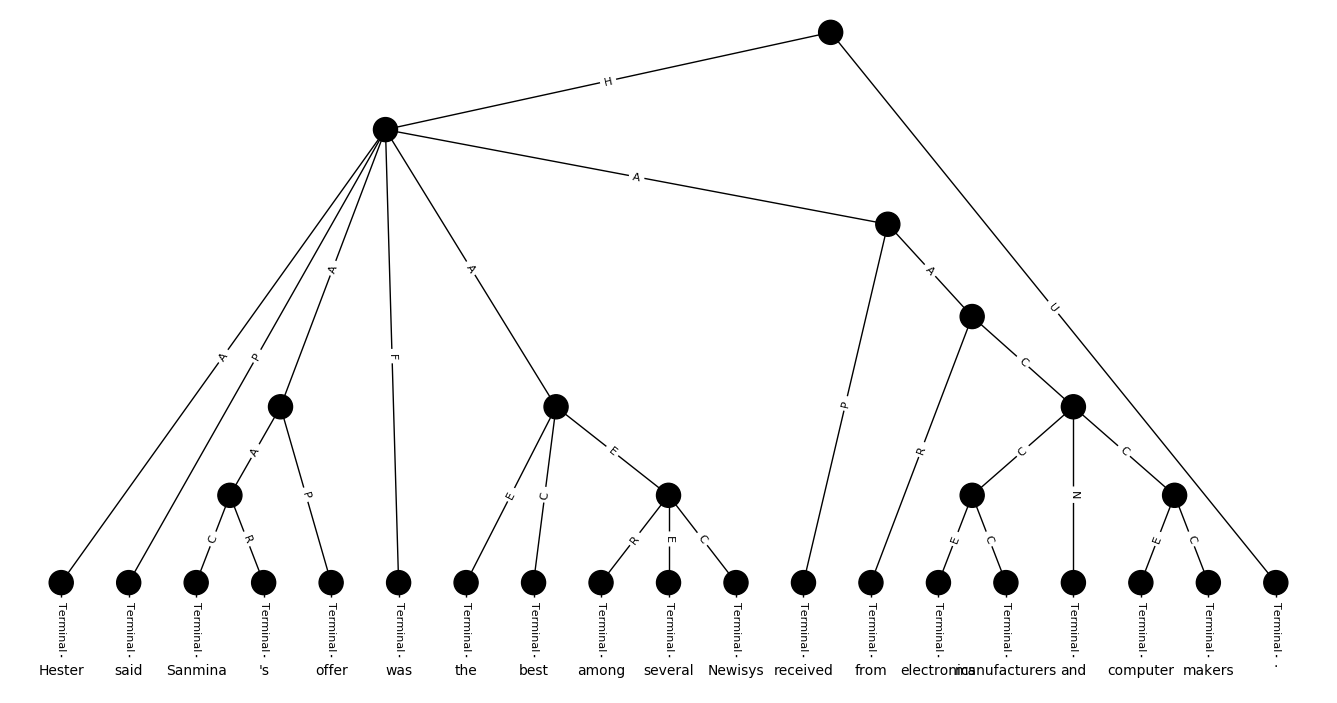 H
A
A
A
A
U
A
P
F
C
P
A
E
R
C
C
A
P
E
C
N
C
R
R
E
C
E
C
E
C
Terminal Terminal Terminal Terminal Terminal Terminal Terminal Terminal Terminal Terminal Terminal Terminal Terminal Terminal Terminal Terminal Terminal Terminal Terminal
Hester said Sanmina 's offer was the best among several Newisys received from electronics manufacturers and computer makers .